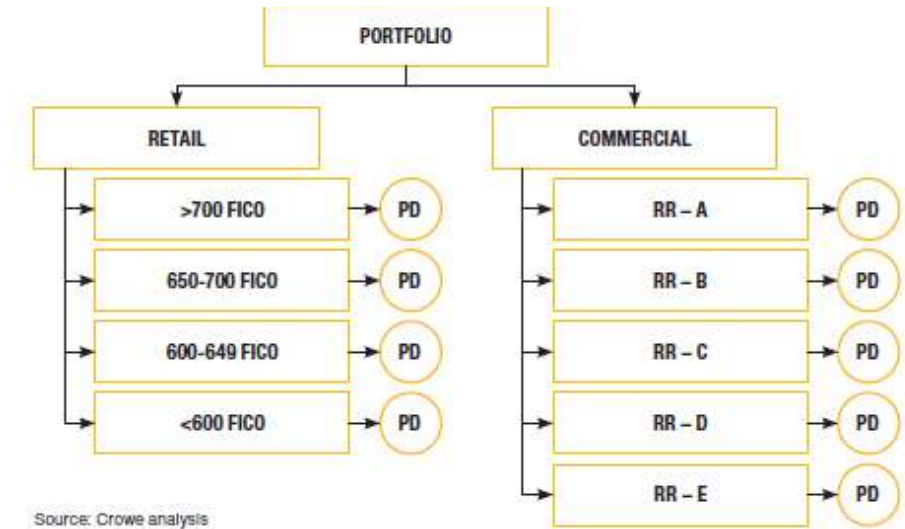 PORTFOLIO
RETAIL
>700 FICO
PD
650-700 FICO
PD
600-649 FICO
PD
<600 FICO
PD
COMMERCIAL
RR – A
PD
RR – B
PD
RR – C
PD
RR – D
PD
RR – E
PD
Source: Crowe analysis